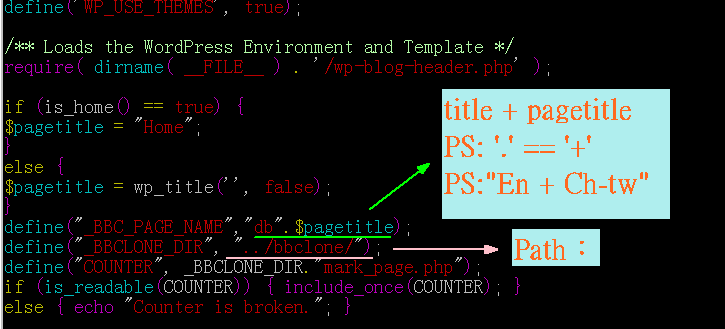 define('WP_USE_THEMES', true);
/** Loads the WordPress Environment and Template */
require( dirname( __FILE__ ) . '/wp-blog-header.php' );
if (is_home() == true) {
$pagetitle = "Home";
}
else {
$pagetitle = wp_title('', false);
}
define("_BBC_PAGE_NAME","db".$pagetitle);
define("_BBCLONE_DIR", "../bbclone/");
define("COUNTER", _BBCLONE_DIR."mark_page.php");
if (is_readable(COUNTER)) { include_once(COUNTER); }
else { echo "Counter is broken."; }
title + pagetitle
PS: '.' == '+'
PS:"En + Ch-tw"
Path：